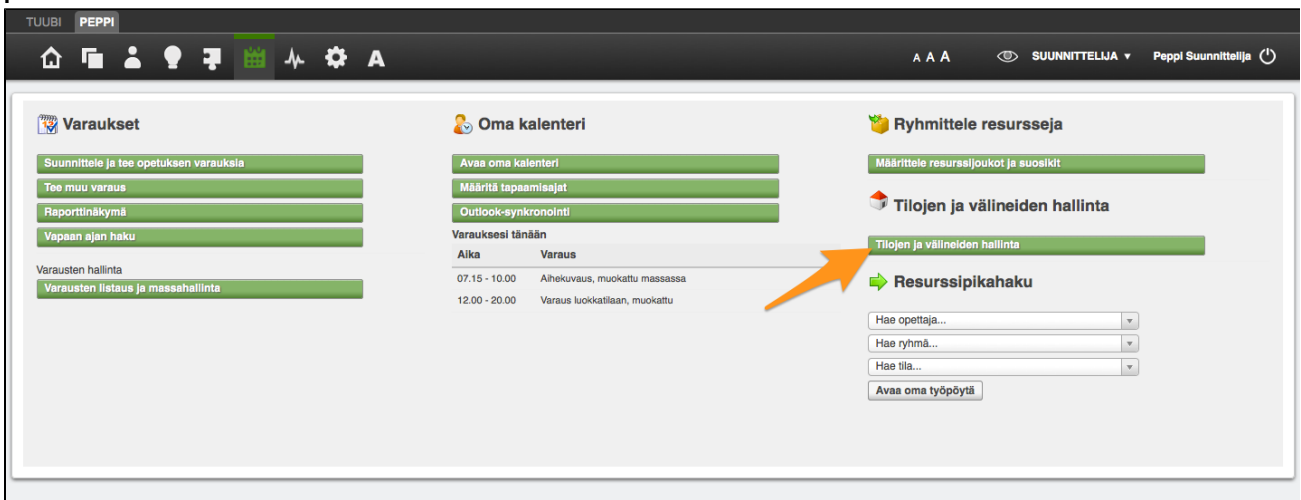 TUUBI PEPPI
A
A A A
SUUNNITTELIJA ▼
Peppi Suunnittelija
Varaukset
Suunnittele ja tee opetuksen varauksia
Tee muu varaus
Raporttinäkymä
Vapaan ajan haku
Varausten hallinta
Varausten listaus ja massahallinta
Oma kalenteri
Avaa oma kalenteri
Määritä tapaamisajat
Outlook-synkronointi
Varauksesi tänään
Aika Varaus
07.15 - 10.00 Aihekuvaus, muokattu massassa
12.00 - 20.00 Varaus luokkatilaan, muokattu
Ryhmittele resursseja
Määrittele resurssijoukot ja suosikit
Tilojen ja välineiden hallinta
Tilojen ja välineiden hallinta
Resurssipikahaku
Hae opettaja...
Hae ryhmä...
Hae tila...
Avaa oma työpöytä